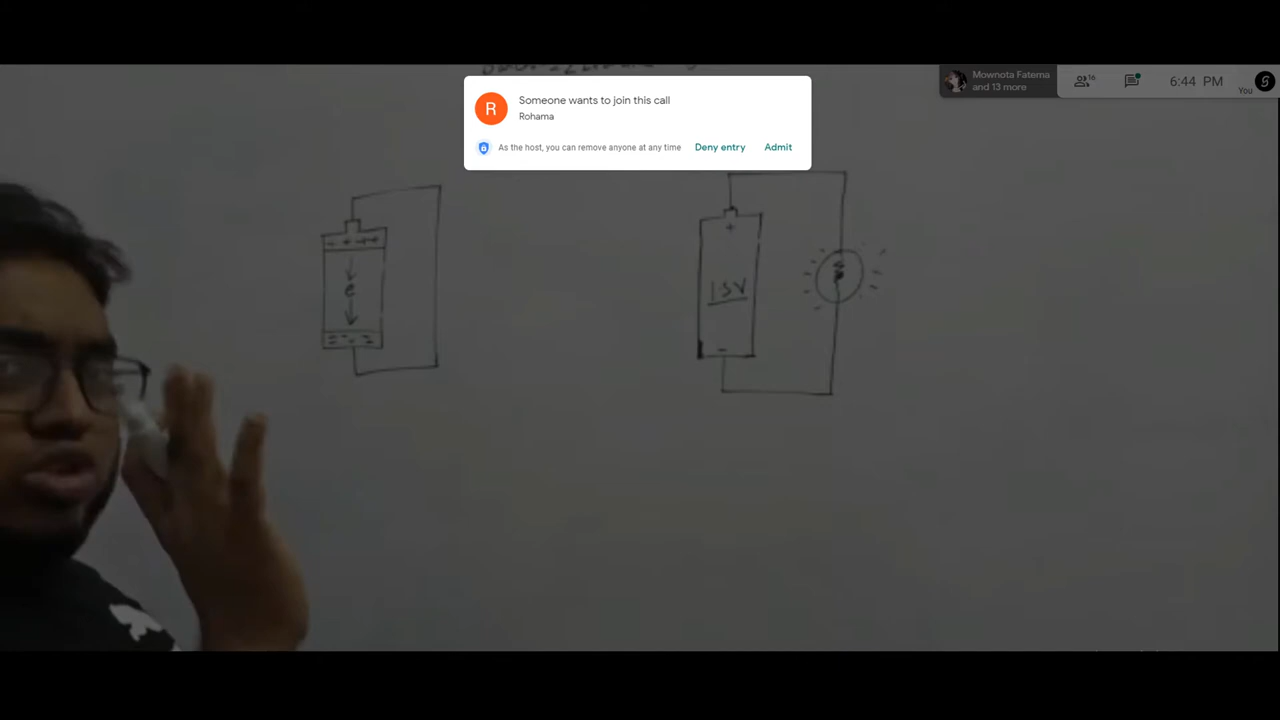 Someone wants to join this call
R
Rohama
As the host, you can remove anyone at any time
Deny entry
Admit
Mownota Fatema
and 13 more
16
6:44 PM
You
+ + ++
e
- - -
+
1.5V
-